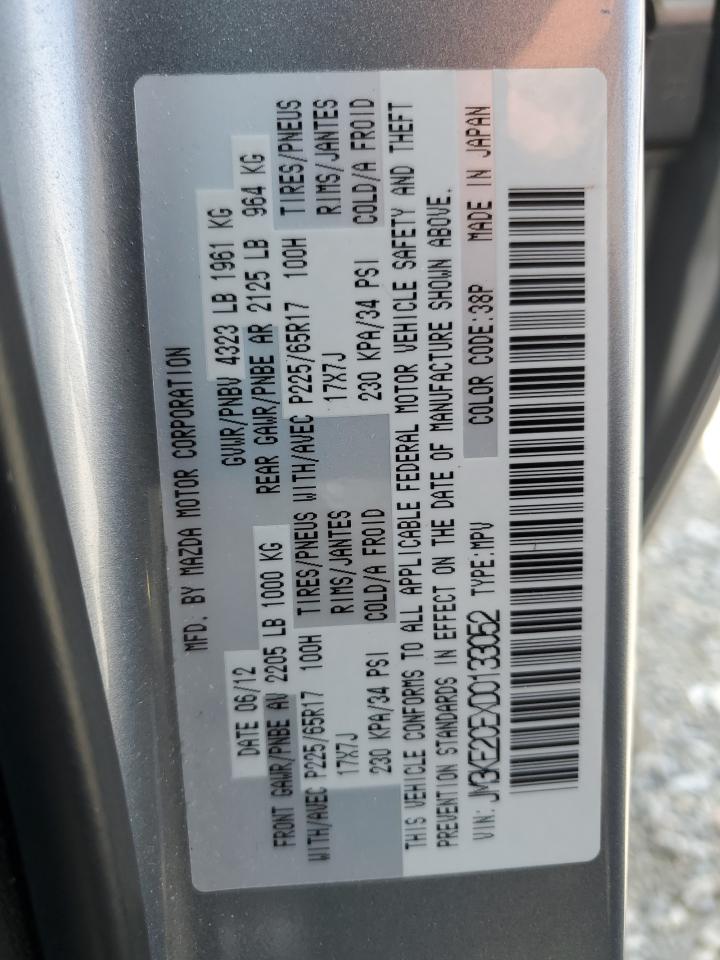 MFD. BY MAZDA MOTOR CORPORATION
DATE 06/12 GVWR/PNBV 4323 LB 1961 KG
FRONT GAWR/PNBE AV 2205 LB 1000 KG REAR GAWR/PNBE AR 2125 LB 964 KG
WITH/AVEC P225/65R17 100H TIRES/PNEUS WITH/AVEC P225/65R17 100H TIRES/PNEUS
17X7J RIMS/JANTES 17X7J RIMS/JANTES
230 KPA/34 PSI COLD/A FROID 230 KPA/34 PSI COLD/A FROID
THIS VEHICLE CONFORMS TO ALL APPLICABLE FEDERAL MOTOR VEHICLE SAFETY AND THEFT
PREVENTION STANDARDS IN EFFECT ON THE DATE OF MANUFACTURE SHOWN ABOVE.
VIN: JM3KE2CEXD0133052 TYPE:MPV COLOR CODE:38P MADE IN JAPAN